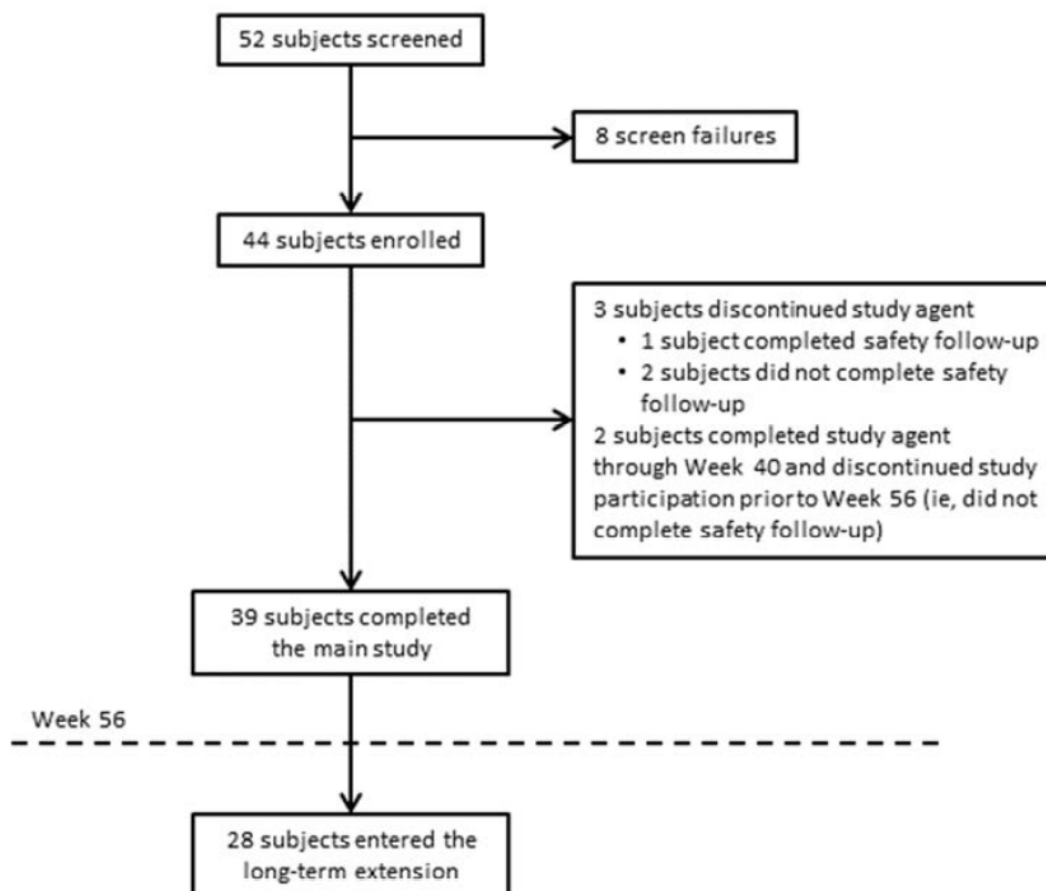 52 subjects screened
8 screen failures
44 subjects enrolled
3 subjects discontinued study agent
• 1 subject completed safety follow-up
• 2 subjects did not complete safety
follow-up
2 subjects completed study agent
through Week 40 and discontinued study
participation prior to Week 56 (ie, did not
complete safety follow-up)
39 subjects completed
the main study
Week 56
28 subjects entered the
long-term extension